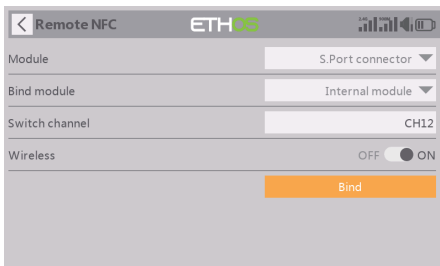 Remote NFC ETHOS
Module S.Port connector
Bind module Internal module
Switch channel CH12
Wireless OFF ON
Bind